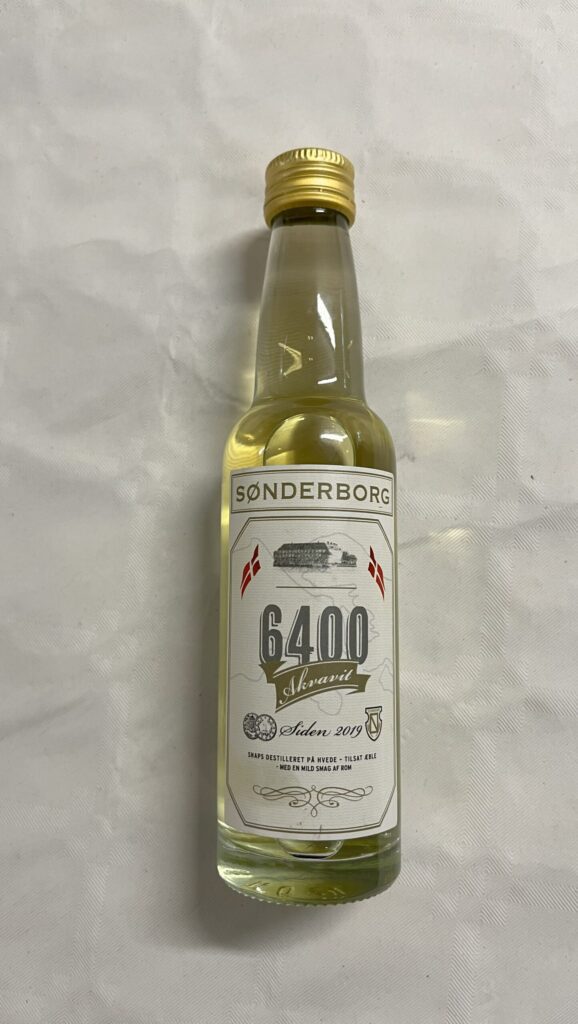 SØNDERBORG
6400
Akvavit
Siden 2019
N
SNAPS DESTILLERET PÅ HVEDE - TILSAT ÆBLE
- MED EN MILD SMAG AF ROM